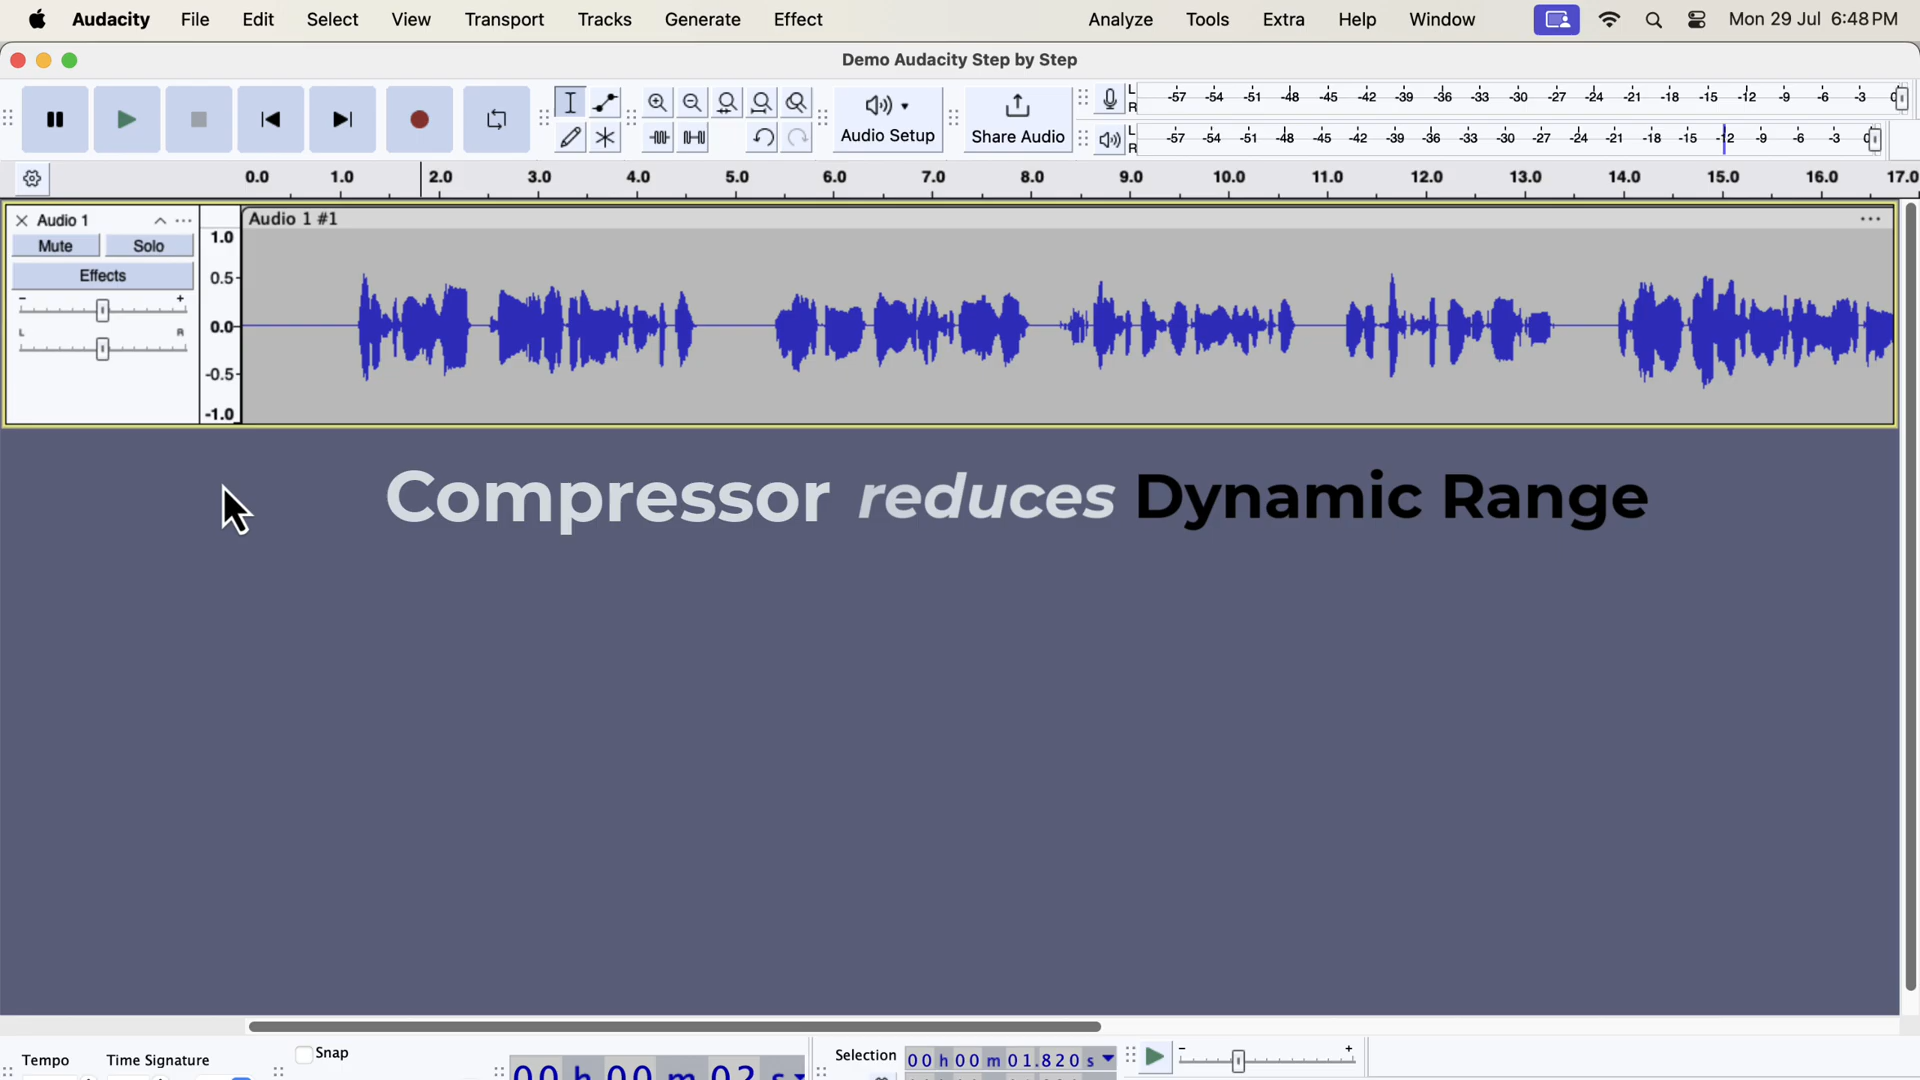 Audacity File Edit Select View Transport Tracks Generate Effect Analyze Tools Extra Help Window Mon 29 Jul 6:48 PM
Demo Audacity Step by Step
Audio Setup
Share Audio
L R -57 -54 -51 -48 -45 -42 -39 -36 -33 -30 -27 -24 -21 -18 -15 -12 -9 -6 -3 0
L R -57 -54 -51 -48 -45 -42 -39 -36 -33 -30 -27 -24 -21 -18 -15 -12 -9 -6 -3 0
0.0 1.0 2.0 3.0 4.0 5.0 6.0 7.0 8.0 9.0 10.0 11.0 12.0 13.0 14.0 15.0 16.0 17.0
Audio 1
Audio 1 #1
Mute Solo
Effects
- +
L R
1.0
0.5
0.0
-0.5
-1.0
Compressor reduces Dynamic Range
Tempo Time Signature Snap
00 h 00 m 02 s
Selection 00 h 00 m 01.820 s
- +